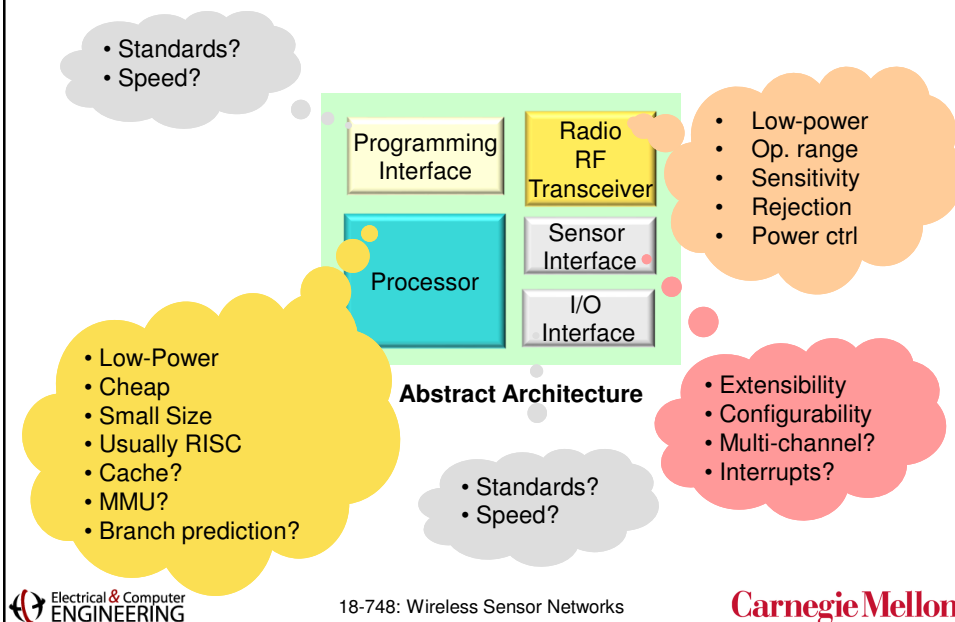 • Standards?
• Speed?
Programming
Interface
Radio
RF
Transceiver
• Low-power
• Op. range
• Sensitivity
• Rejection
• Power ctrl
Processor
Sensor
Interface
I/O
Interface
Abstract Architecture
• Low-Power
• Cheap
• Small Size
• Usually RISC
• Cache?
• MMU?
• Branch prediction?
• Extensibility
• Configurability
• Multi-channel?
• Interrupts?
• Standards?
• Speed?
Electrical & Computer
ENGINEERING
18-748: Wireless Sensor Networks
Carnegie Mellon